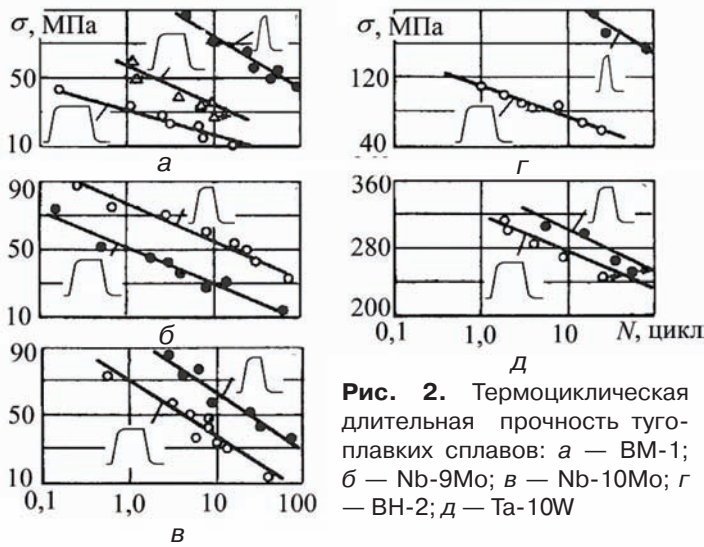 σ, МПа
50
10
а
σ, МПа
120
40
г
90
50
10
б
360
280
200
0,1 1,0 10 N, цикл
д
90
50
10
0,1 1,0 10 100
в
Рис. 2. Термоциклическая
длительная прочность туго-
плавких сплавов: а — ВМ-1;
б — Nb-9Mo; в — Nb-10Mo; г
— ВН-2; д — Ta-10W